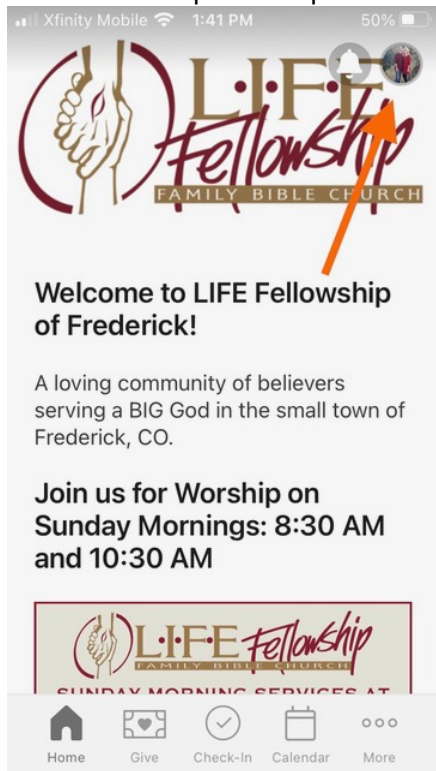 Xfinity Mobile 1:41 PM 50%
L·I·F·E
Fellowship
FAMILY BIBLE CHURCH
Welcome to LIFE Fellowship
of Frederick!
A loving community of believers
serving a BIG God in the small town of
Frederick, CO.
Join us for Worship on
Sunday Mornings: 8:30 AM
and 10:30 AM
L·I·F·E Fellowship
FAMILY BIBLE CHURCH
SUNDAY MORNING SERVICES AT
Home Give Check-In Calendar More